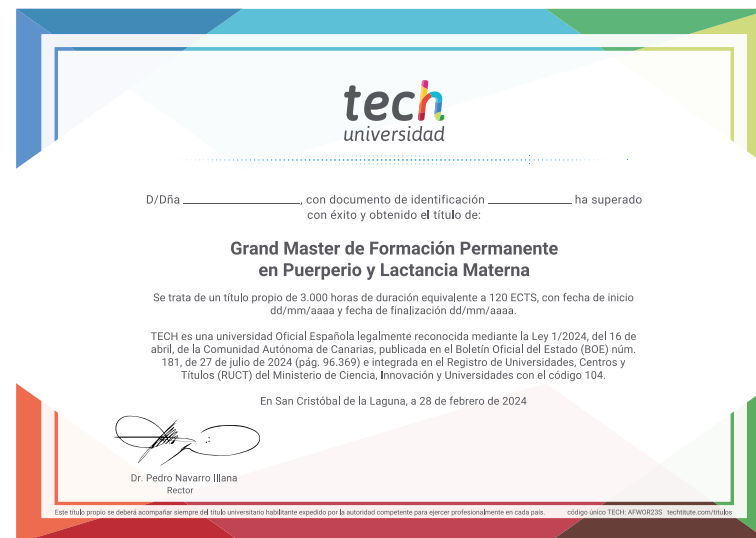 tech
universidad
D/Dña ________________, con documento de identificación ____________ ha superado
con éxito y obtenido el título de:
Grand Master de Formación Permanente
en Puerperio y Lactancia Materna
Se trata de un título propio de 3.000 horas de duración equivalente a 120 ECTS, con fecha de inicio
dd/mm/aaaa y fecha de finalización dd/mm/aaaa.
TECH es una universidad Oficial Española legalmente reconocida mediante la Ley 1/2024, del 16 de
abril, de la Comunidad Autónoma de Canarias, publicada en el Boletín Oficial del Estado (BOE) núm.
181, de 27 de julio de 2024 (pág. 96.369) e integrada en el Registro de Universidades, Centros y
Títulos (RUCT) del Ministerio de Ciencia, Innovación y Universidades con el código 104.
En San Cristóbal de la Laguna, a 28 de febrero de 2024
Dr. Pedro Navarro Illana
Rector
Este título propio se deberá acompañar siempre del título universitario habilitante expedido por la autoridad competente para ejercer profesionalmente en cada país. código único TECH: AFWOR23S techtitute.com/titulos